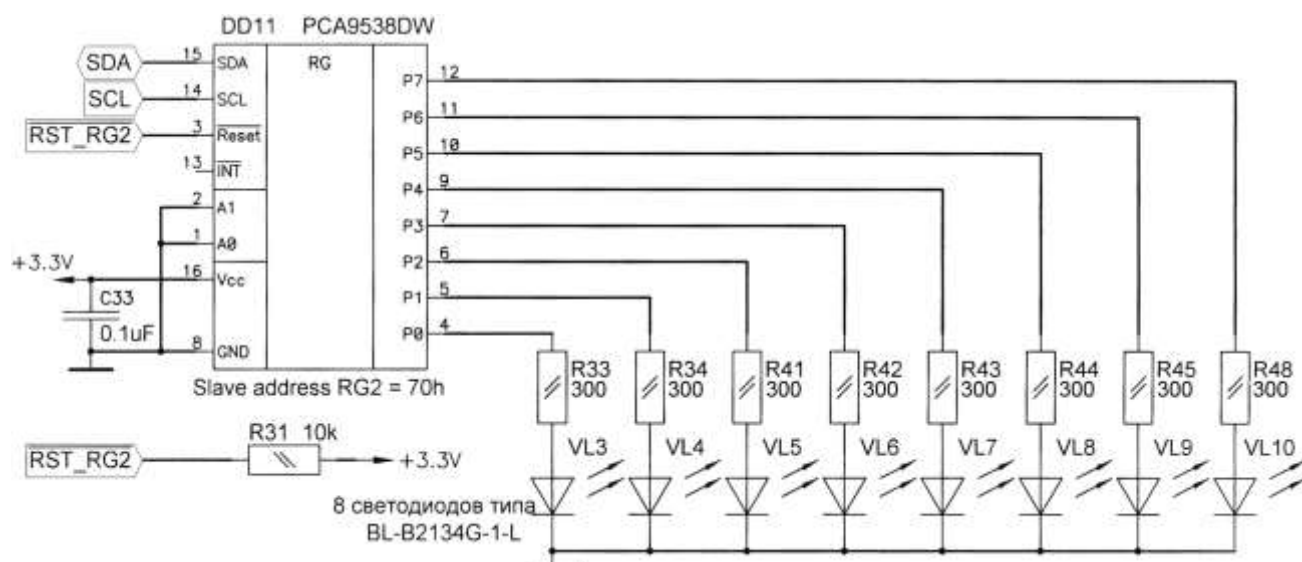 DD11 PCA9538DW
SDA 15 SDA RG P7 12
SCL 14 SCL P6 11
RST_RG2 3 Reset P5 10
13 INT P4 9
2 A1 P3 7
1 A0 P2 6
+3.3V 16 Vcc P1 5
C33 P0 4
0.1uF 8 GND
Slave address RG2 = 70h
R33 R34 R41 R42 R43 R44 R45 R48
300 300 300 300 300 300 300 300
R31 10k
RST_RG2 +3.3V
VL3 VL4 VL5 VL6 VL7 VL8 VL9 VL10
8 светодиодов типа
BL-B2134G-1-L